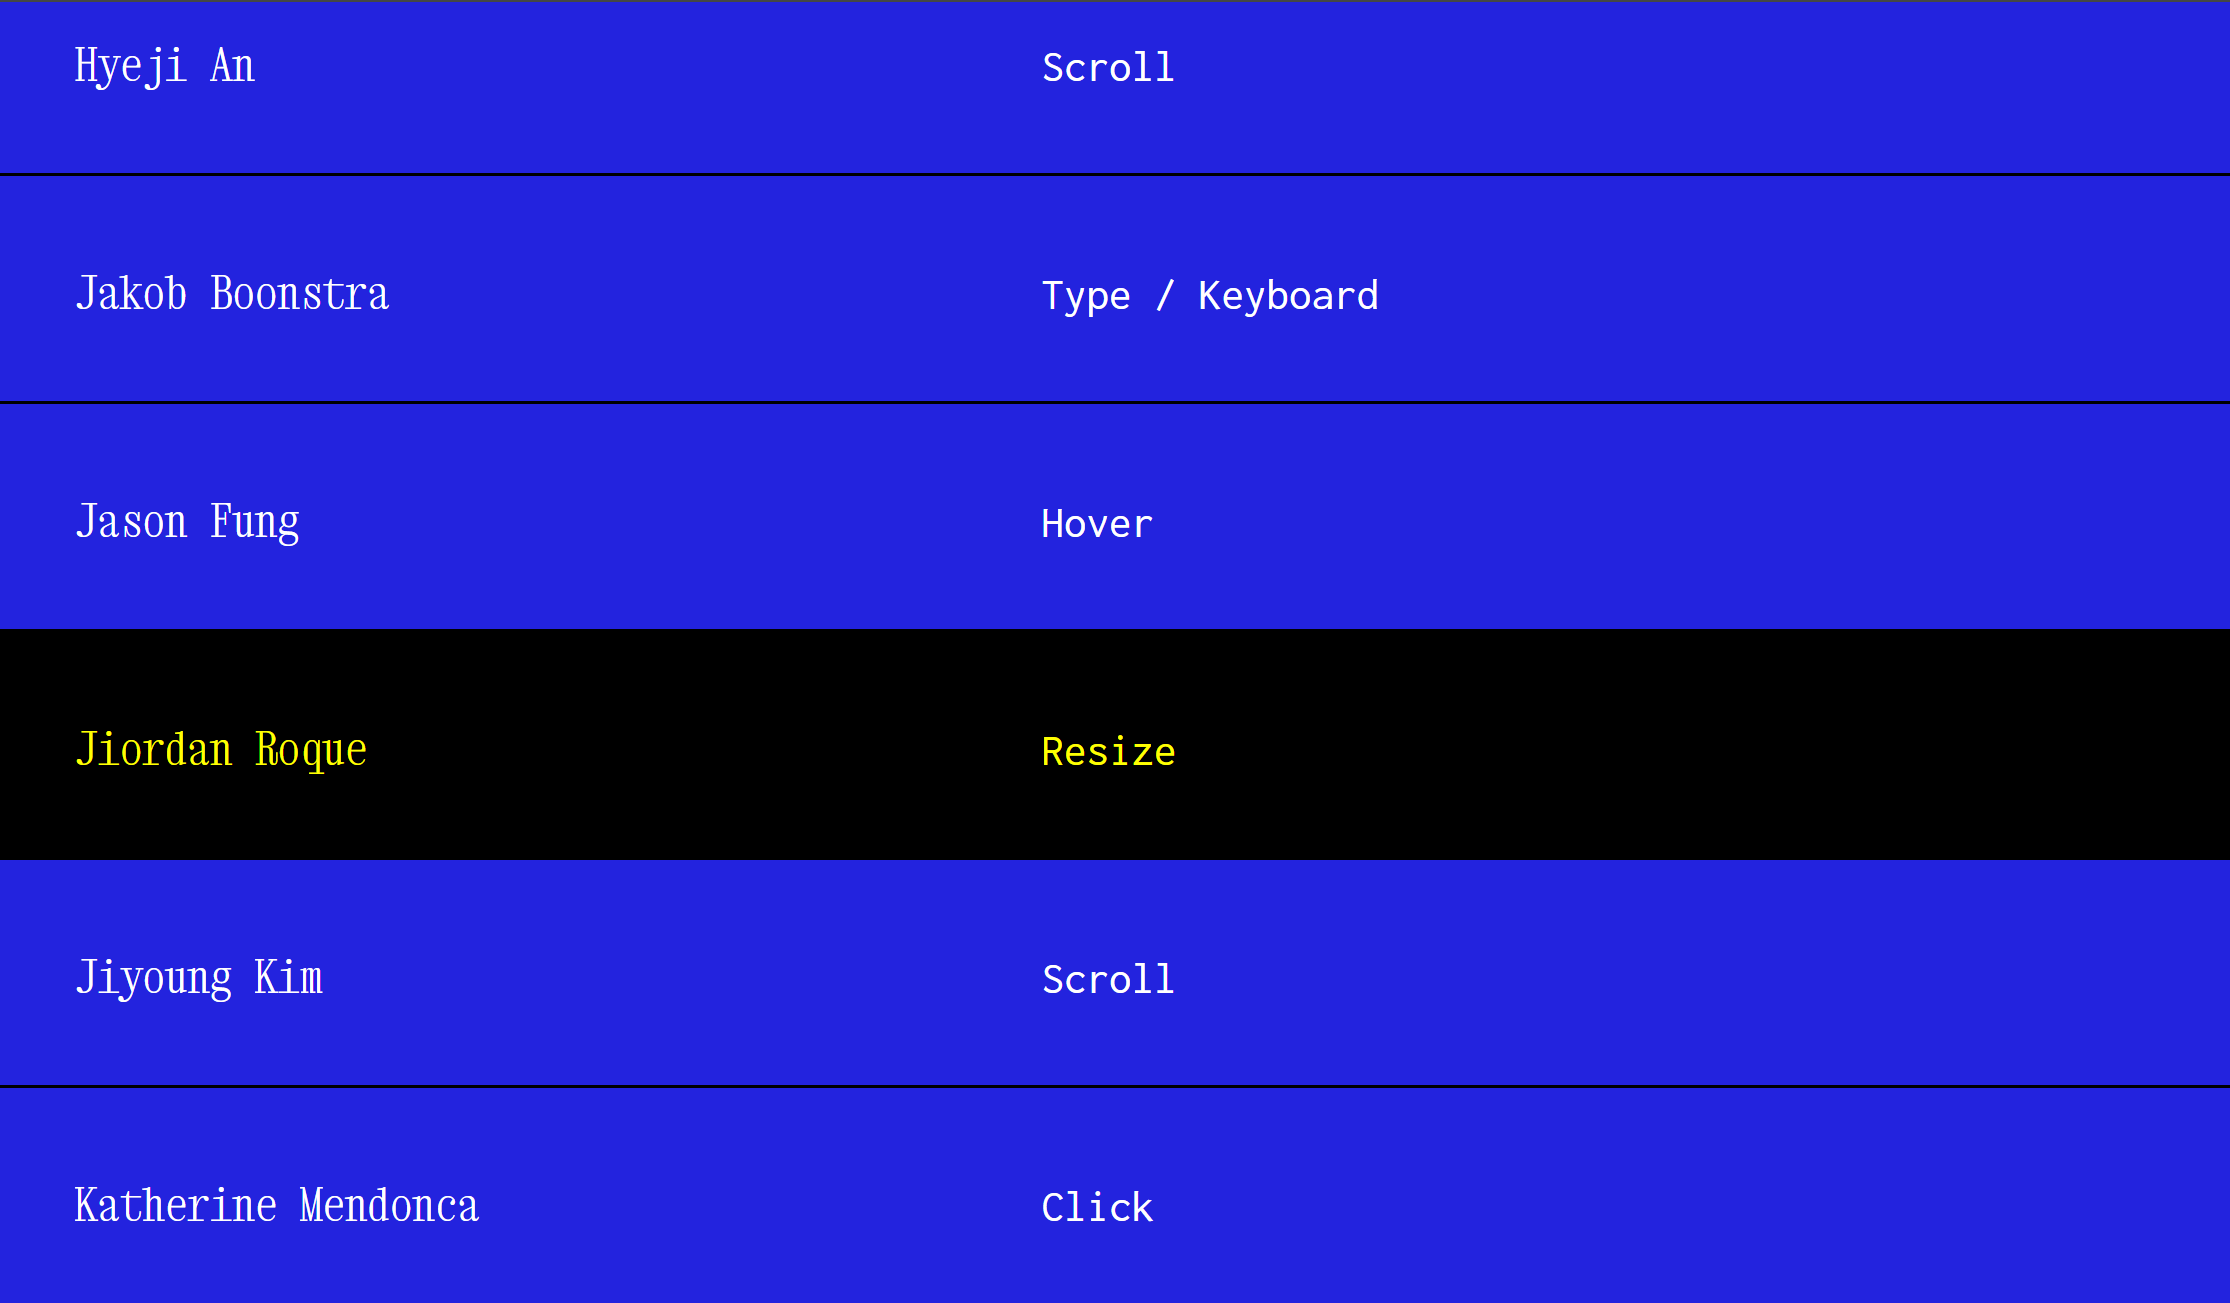 Hyeji An Scroll
Jakob Boonstra Type / Keyboard
Jason Fung Hover
Jiordan Roque Resize
Jiyoung Kim Scroll
Katherine Mendonca Click